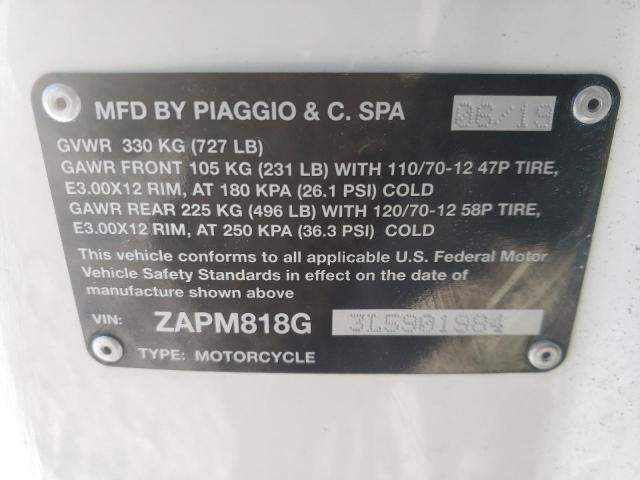 MFD BY PIAGGIO & C. SPA 06/19
GVWR 330 KG (727 LB)
GAWR FRONT 105 KG (231 LB) WITH 110/70-12 47P TIRE,
E3.00X12 RIM, AT 180 KPA (26.1 PSI) COLD
GAWR REAR 225 KG (496 LB) WITH 120/70-12 58P TIRE,
E3.00X12 RIM, AT 250 KPA (36.3 PSI) COLD
This vehicle conforms to all applicable U.S. Federal Motor
Vehicle Safety Standards in effect on the date of
manufacture shown above
VIN: ZAPM818G 3L5901984
TYPE: MOTORCYCLE